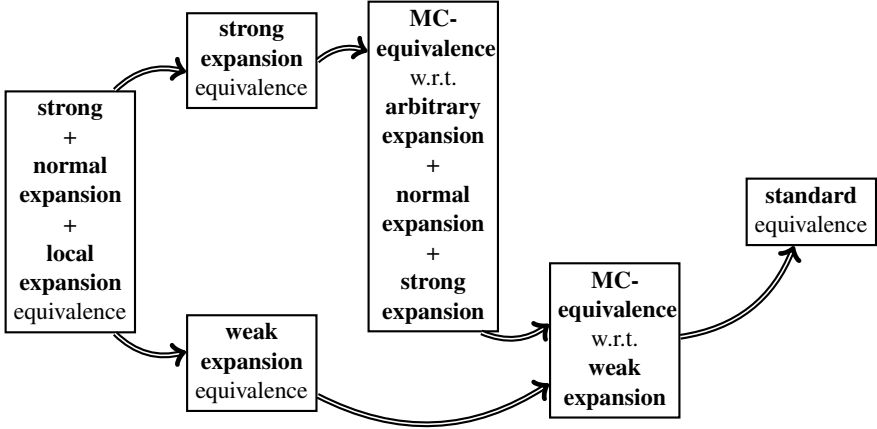 strong
+
normal
expansion
+
local
expansion
equivalence
strong
expansion
equivalence
weak
expansion
equivalence
MC-
equivalence
w.r.t.
arbitrary
expansion
+
normal
expansion
+
strong
expansion
MC-
equivalence
w.r.t.
weak
expansion
standard
equivalence